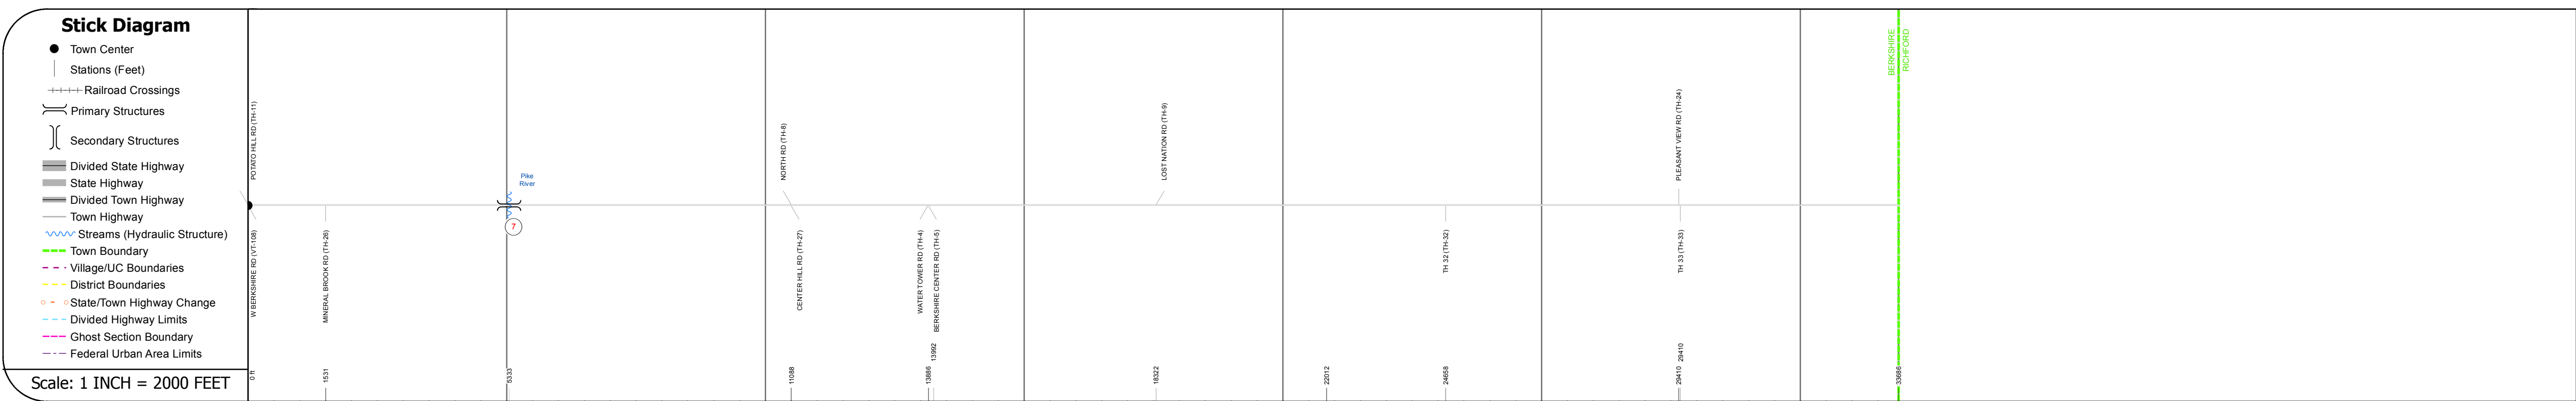 Stick Diagram
Town Center
Stations (Feet)
Railroad Crossings
Primary Structures
Secondary Structures
Divided State Highway
State Highway
Divided Town Highway
Town Highway
Streams (Hydraulic Structure)
Town Boundary
Village/UC Boundaries
District Boundaries
State/Town Highway Change
Divided Highway Limits
Ghost Section Boundary
Federal Urban Area Limits
Scale: 1 INCH = 2000 FEET
POTATO HILL RD (TH-11)
W BERKSHIRE RD (VT-108)
0 ft
MINERAL BROOK RD (TH-26)
1531
Pike
River
7
5333
NORTH RD (TH-8)
CENTER HILL RD (TH-27)
11088
WATER TOWER RD (TH-4)
BERKSHIRE CENTER RD (TH-5)
13886
13992
LOST NATION RD (TH-9)
18322
22012
TH 32 (TH-32)
24658
PLEASANT VIEW RD (TH-24)
TH 33 (TH-33)
29410
29410
BERKSHIRE
RICHFORD
33686